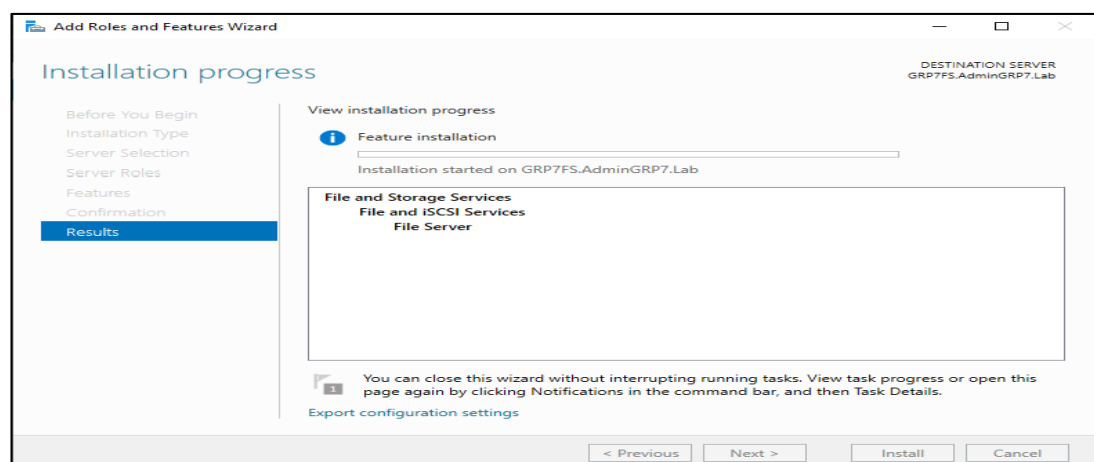 Add Roles and Features Wizard
Installation progress
DESTINATION SERVER
GRP7FS.AdminGRP7.Lab
Before You Begin
Installation Type
Server Selection
Server Roles
Features
Confirmation
Results
View installation progress
Feature installation
Installation started on GRP7FS.AdminGRP7.Lab
File and Storage Services
File and iSCSI Services
File Server
1
You can close this wizard without interrupting running tasks. View task progress or open this
page again by clicking Notifications in the command bar, and then Task Details.
Export configuration settings
< Previous
Next >
Install
Cancel